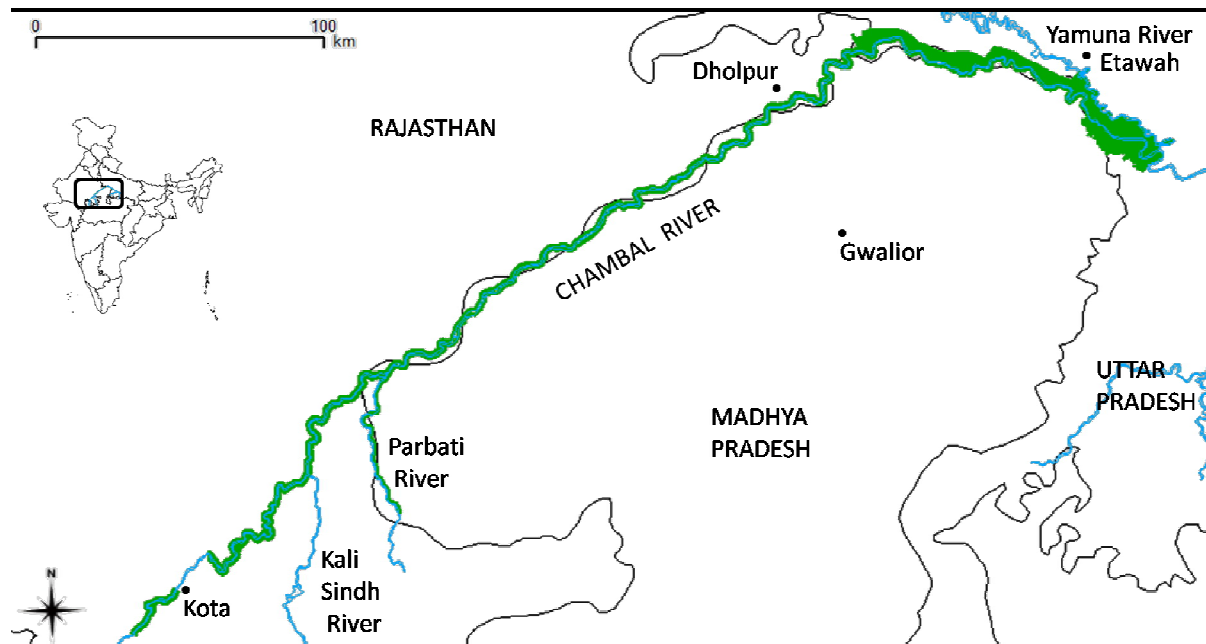 0 100
km
Yamuna River
Etawah
Dholpur
RAJASTHAN
CHAMBAL RIVER
Gwalior
UTTAR
PRADESH
MADHYA
PRADESH
Parbati
River
Kali
Sindh
River
N
Kota